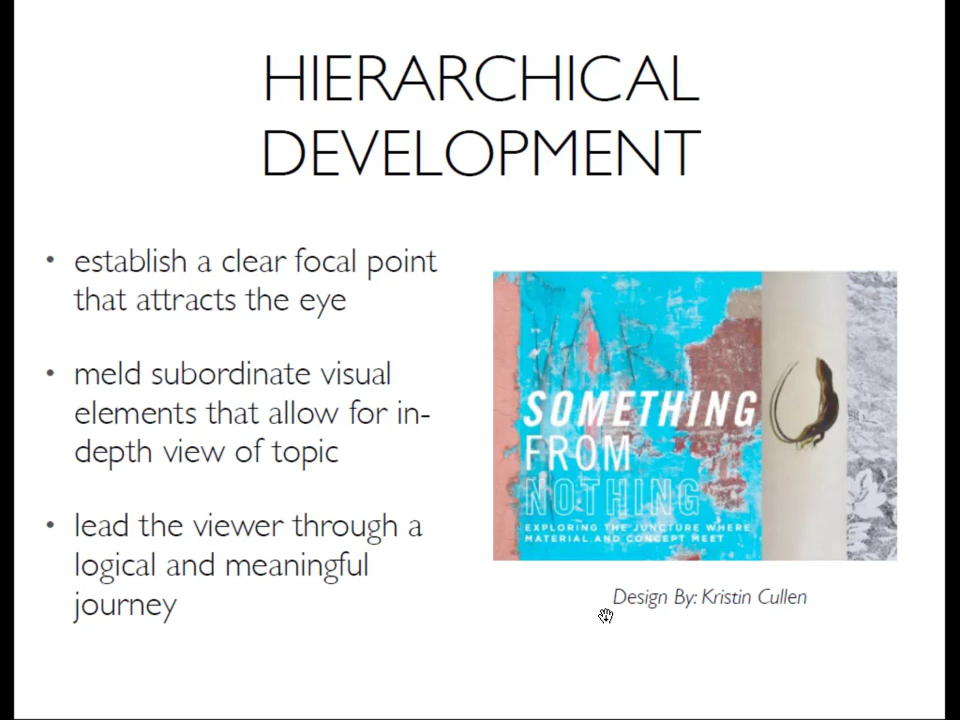 HIERARCHICAL
DEVELOPMENT
• establish a clear focal point
that attracts the eye
• meld subordinate visual
elements that allow for in-
depth view of topic
• lead the viewer through a
logical and meaningful
journey
WAR
SOMETHING
FROM
NOTHING
EXPLORING THE JUNCTURE WHERE
MATERIAL AND CONCEPT MEET
Design By: Kristin Cullen